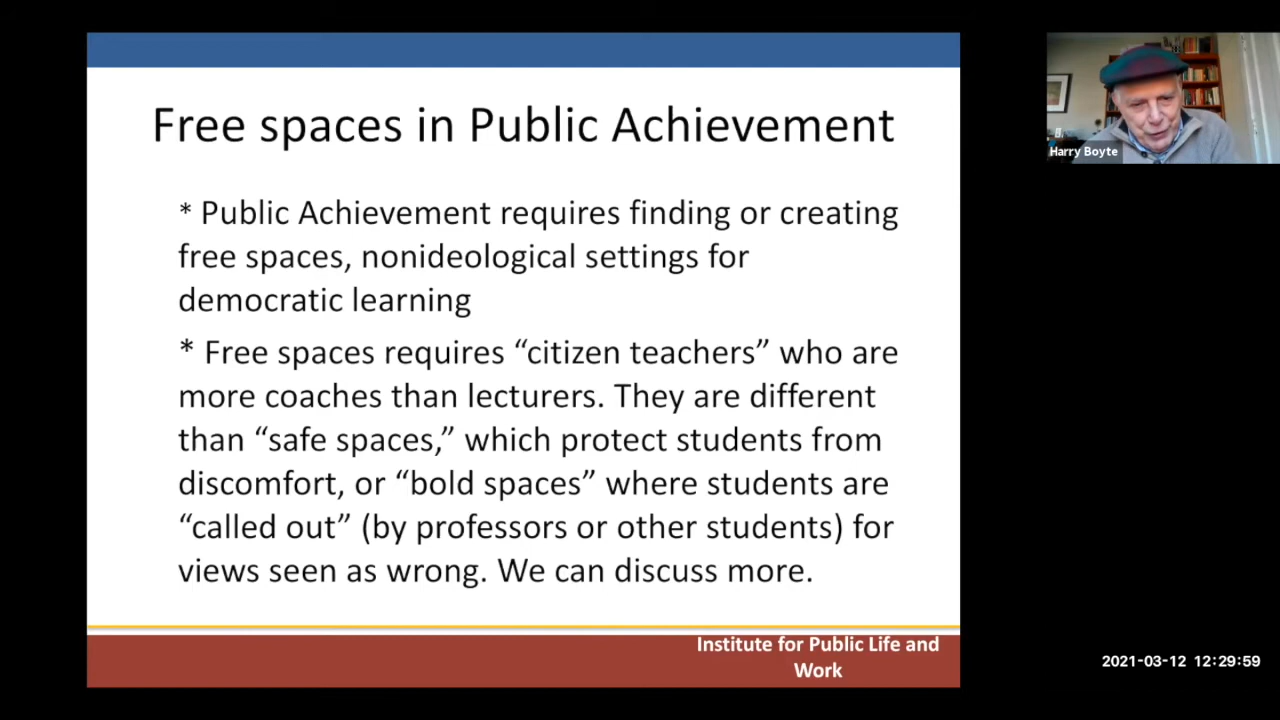 Free spaces in Public Achievement
* Public Achievement requires finding or creating
free spaces, nonideological settings for
democratic learning
* Free spaces requires “citizen teachers” who are
more coaches than lecturers. They are different
than “safe spaces,” which protect students from
discomfort, or “bold spaces” where students are
“called out” (by professors or other students) for
views seen as wrong. We can discuss more.
Institute for Public Life and
Work
Harry Boyte
2021-03-12 12:29:59